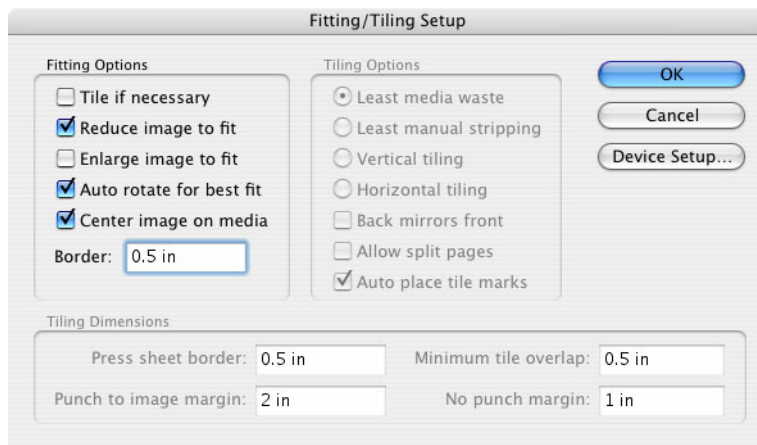 Fitting/Tiling Setup
Fitting Options
Tile if necessary
Reduce image to fit
Enlarge image to fit
Auto rotate for best fit
Center image on media
Border: 0.5 in
Tiling Options
Least media waste
Least manual stripping
Vertical tiling
Horizontal tiling
Back mirrors front
Allow split pages
Auto place tile marks
OK
Cancel
Device Setup...
Tiling Dimensions
Press sheet border: 0.5 in
Minimum tile overlap: 0.5 in
Punch to image margin: 2 in
No punch margin: 1 in